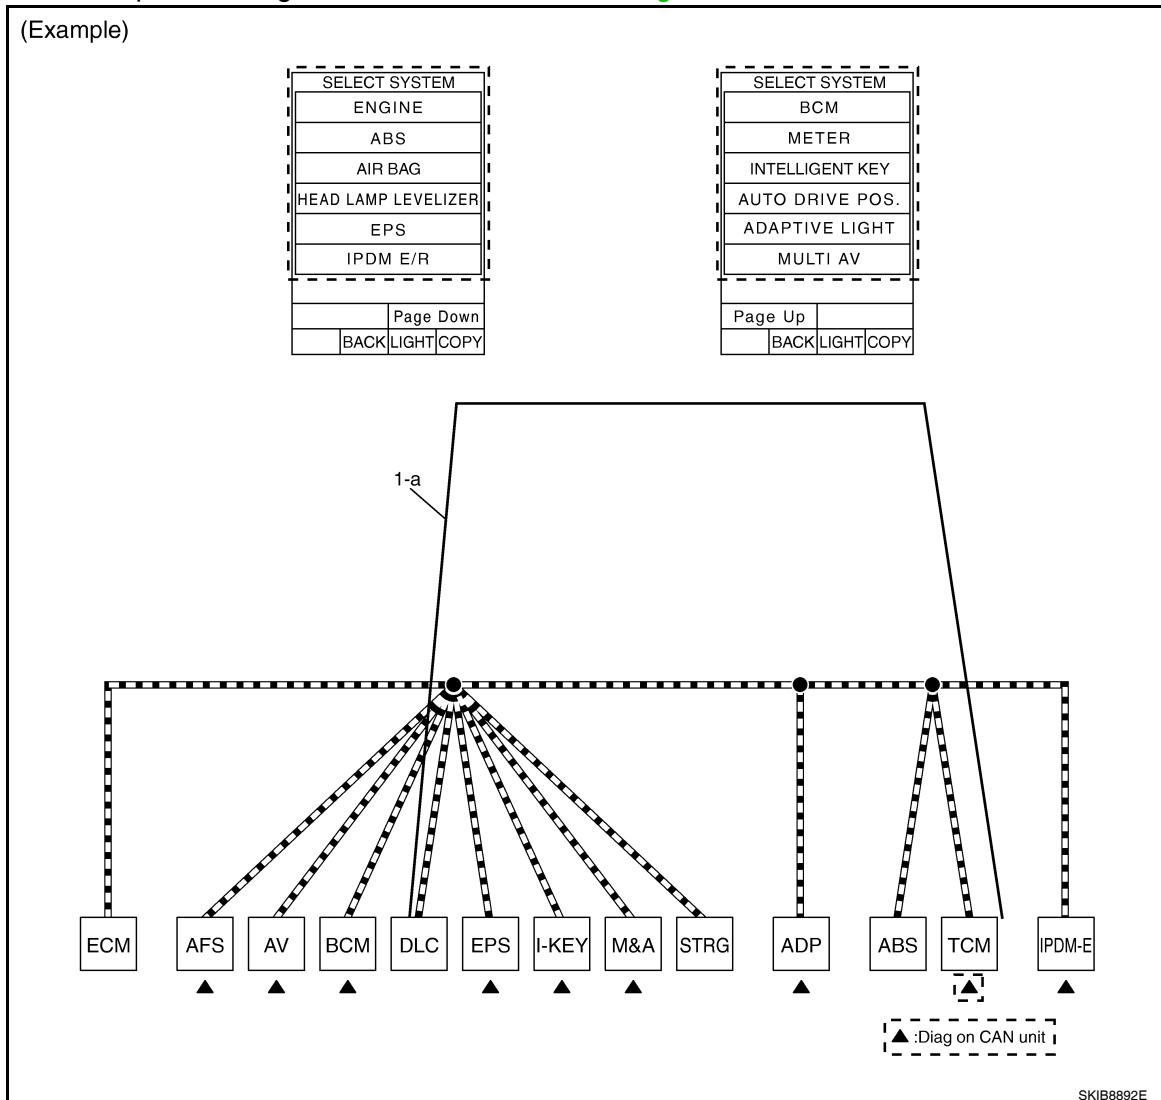 (Example)
SELECT SYSTEM
ENGINE
ABS
AIR BAG
HEAD LAMP LEVELIZER
EPS
IPDM E/R
Page Down
BACK LIGHT COPY
SELECT SYSTEM
BCM
METER
INTELLIGENT KEY
AUTO DRIVE POS.
ADAPTIVE LIGHT
MULTI AV
Page Up
BACK LIGHT COPY
1-a
ECM AFS AV BCM DLC EPS I-KEY M&A STRG ADP ABS TCM IPDM-E
▲ :Diag on CAN unit
SKIB8892E